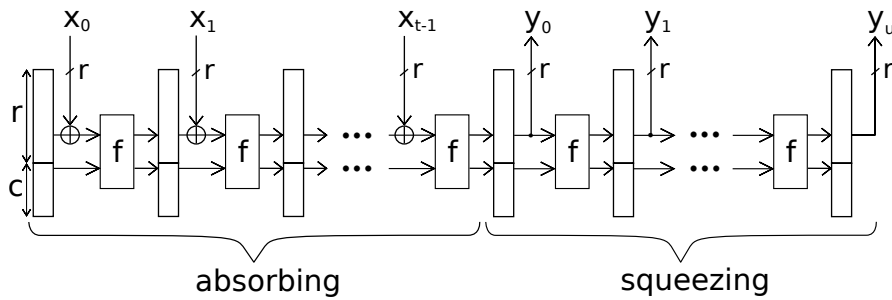 x₀ x₁ xₜ₋₁ y₀ y₁ yᵤ
r r r r r r
r
f f f f f
c
absorbing squeezing